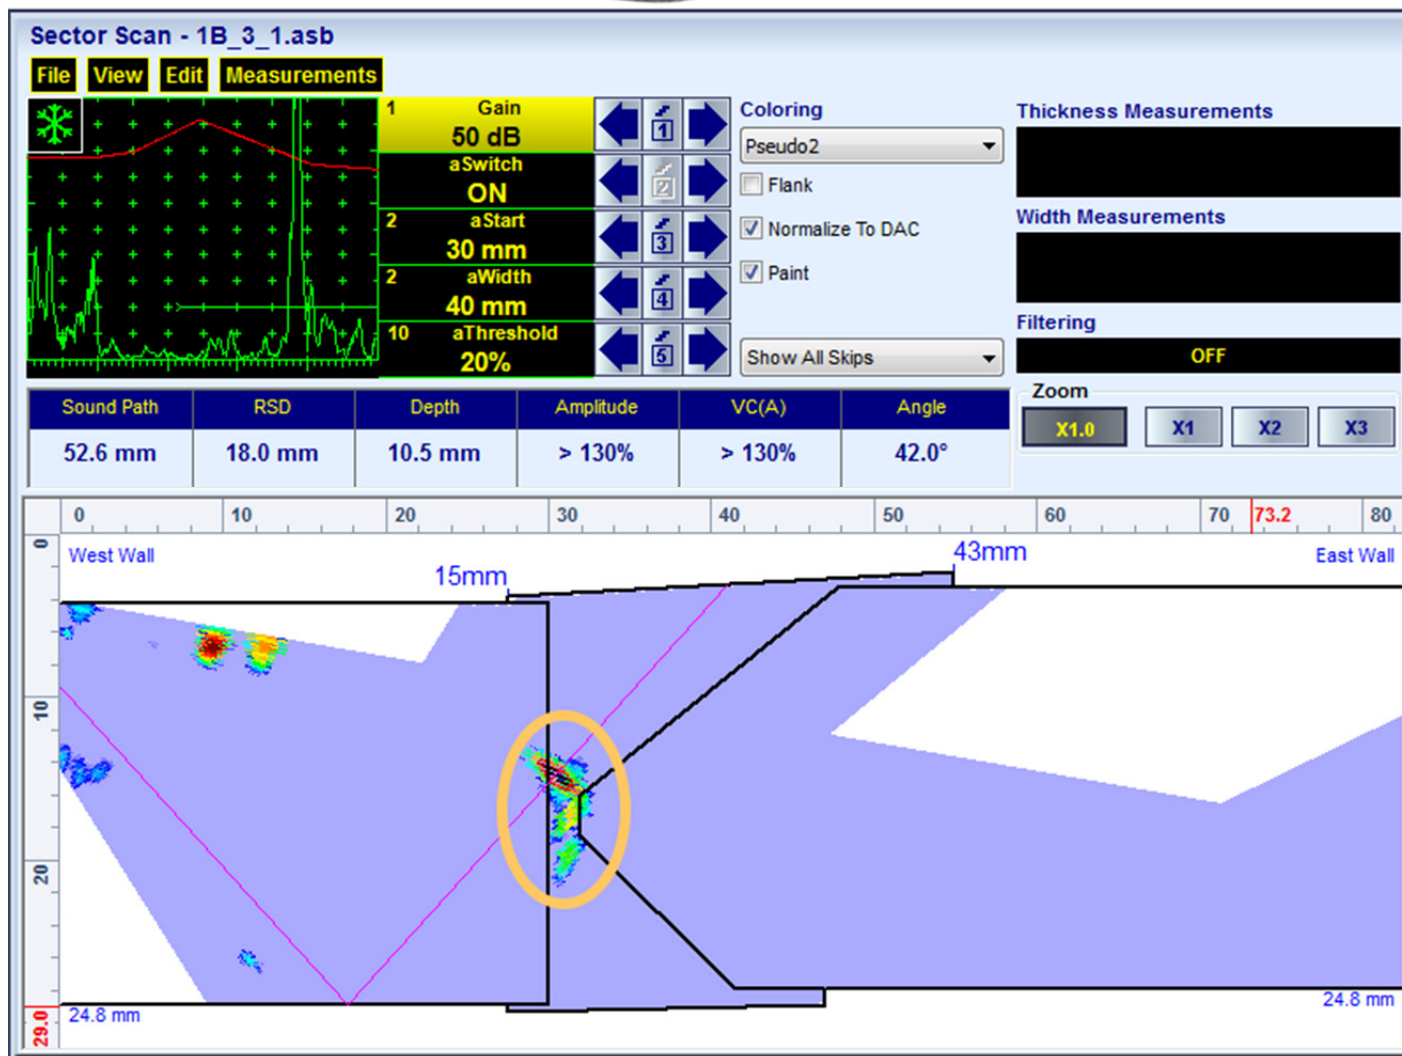 Sector Scan - 1B_3_1.asb
File View Edit Measurements
1 Gain
50 dB
aSwitch
ON
2 aStart
30 mm
2 aWidth
40 mm
10 aThreshold
20%
1
2
3
4
5
Coloring
Pseudo2
Flank
Normalize To DAC
Paint
Show All Skips
Thickness Measurements
Width Measurements
Filtering
OFF
Zoom
X1.0 X1 X2 X3
Sound Path RSD Depth Amplitude VC(A) Angle
52.6 mm 18.0 mm 10.5 mm > 130% > 130% 42.0°
0 10 20 30 40 50 60 70 73.2 80
0
10
20
29.0
West Wall
15mm
43mm
East Wall
24.8 mm
24.8 mm